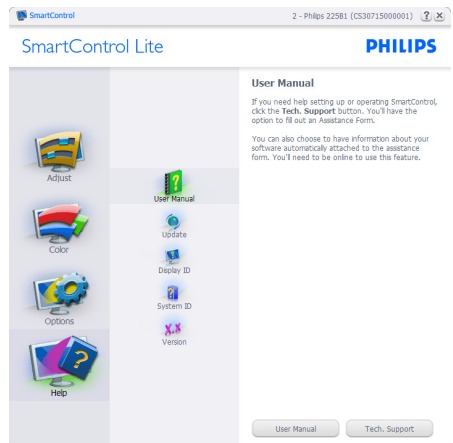 SmartControl
2 - Philips 225B1 (CS30715000001)
SmartControl Lite
PHILIPS
Adjust
Color
Options
Help
User Manual
Update
Display ID
System ID
X.X
Version
User Manual
If you need help setting up or operating SmartControl,
click the Tech. Support button. You'll have the
option to fill out an Assistance Form.
You can also choose to have information about your
software automatically attached to the assistance
form. You'll need to be online to use this feature.
User Manual
Tech. Support